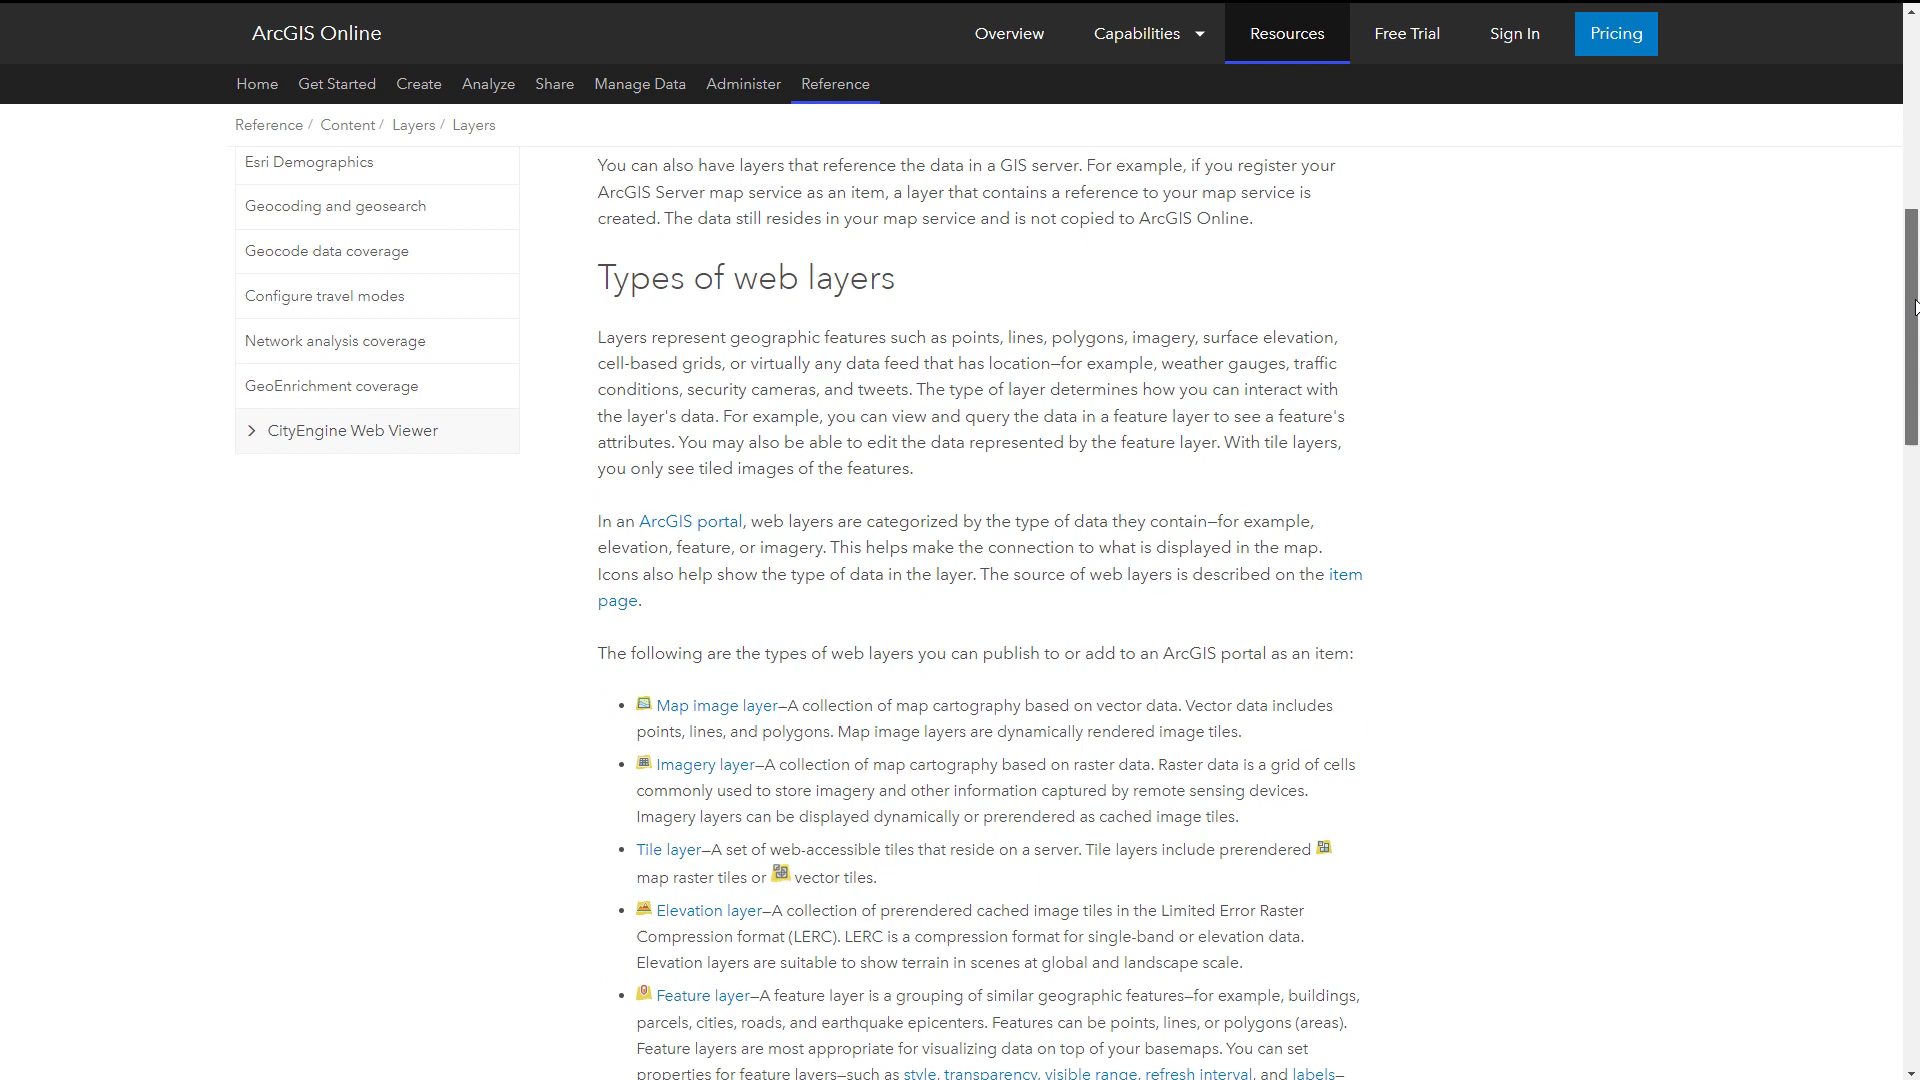 ArcGIS Online
Overview
Capabilities
Resources
Free Trial
Sign In
Pricing
Home
Get Started
Create
Analyze
Share
Manage Data
Administer
Reference
Reference / Content / Layers / Layers
Esri Demographics
Geocoding and geosearch
Geocode data coverage
Configure travel modes
Network analysis coverage
GeoEnrichment coverage
CityEngine Web Viewer
You can also have layers that reference the data in a GIS server. For example, if you register your
ArcGIS Server map service as an item, a layer that contains a reference to your map service is
created. The data still resides in your map service and is not copied to ArcGIS Online.
Types of web layers
Layers represent geographic features such as points, lines, polygons, imagery, surface elevation,
cell-based grids, or virtually any data feed that has location—for example, weather gauges, traffic
conditions, security cameras, and tweets. The type of layer determines how you can interact with
the layer's data. For example, you can view and query the data in a feature layer to see a feature's
attributes. You may also be able to edit the data represented by the feature layer. With tile layers,
you only see tiled images of the features.
In an ArcGIS portal, web layers are categorized by the type of data they contain—for example,
elevation, feature, or imagery. This helps make the connection to what is displayed in the map.
Icons also help show the type of data in the layer. The source of web layers is described on the item
page.
The following are the types of web layers you can publish to or add to an ArcGIS portal as an item:
• Map image layer—A collection of map cartography based on vector data. Vector data includes
points, lines, and polygons. Map image layers are dynamically rendered image tiles.
• Imagery layer—A collection of map cartography based on raster data. Raster data is a grid of cells
commonly used to store imagery and other information captured by remote sensing devices.
Imagery layers can be displayed dynamically or prerendered as cached image tiles.
• Tile layer—A set of web-accessible tiles that reside on a server. Tile layers include prerendered
map raster tiles or vector tiles.
• Elevation layer—A collection of prerendered cached image tiles in the Limited Error Raster
Compression format (LERC). LERC is a compression format for single-band or elevation data.
Elevation layers are suitable to show terrain in scenes at global and landscape scale.
• Feature layer—A feature layer is a grouping of similar geographic features—for example, buildings,
parcels, cities, roads, and earthquake epicenters. Features can be points, lines, or polygons (areas).
Feature layers are most appropriate for visualizing data on top of your basemaps. You can set
properties for feature layers—such as style, transparency, visible range, refresh interval, and labels—